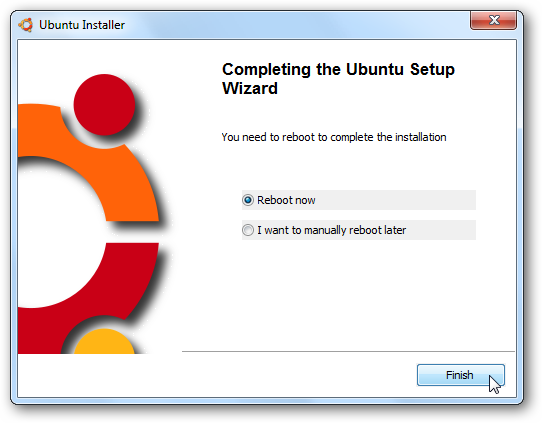 Ubuntu Installer
Completing the Ubuntu Setup
Wizard
You need to reboot to complete the installation
Reboot now
I want to manually reboot later
Finish